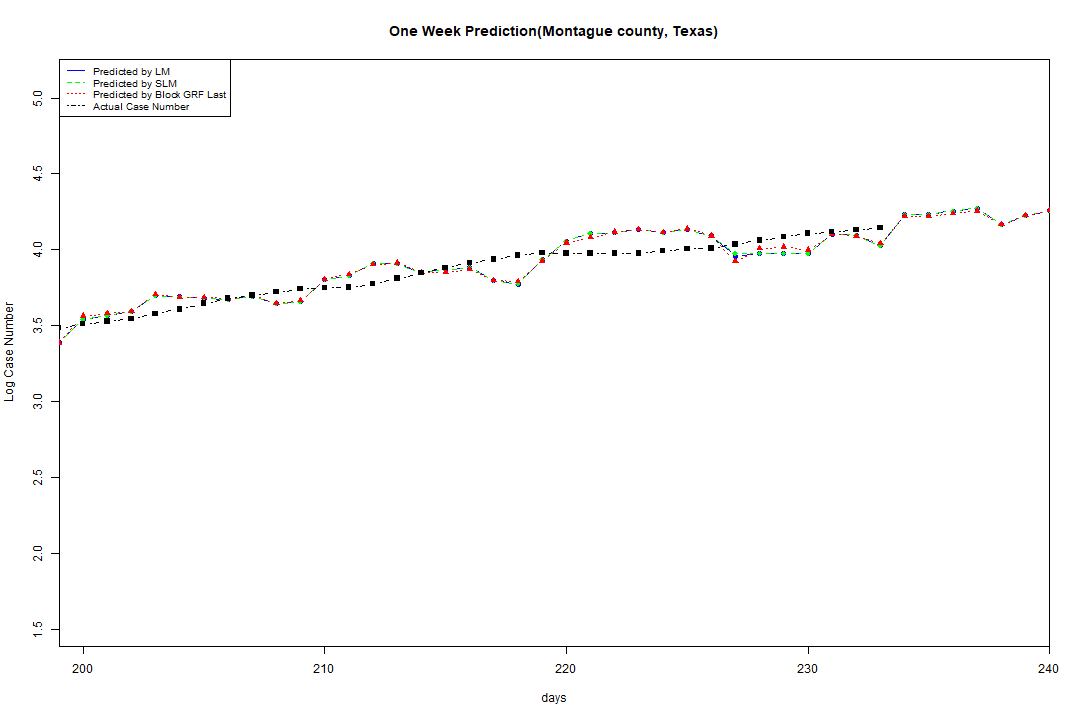 One Week Prediction(Montague county, Texas)
Predicted by LM
Predicted by SLM
Predicted by Block GRF Last
Actual Case Number
5.0
4.5
4.0
3.5
3.0
2.5
2.0
1.5
Log Case Number
200 210 220 230 240
days